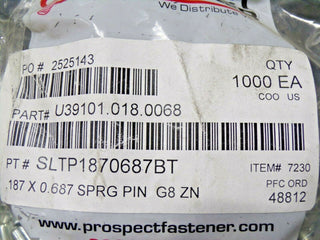 We Distribute
PO # 2525143
QTY
1000 EA
COO US
PART# U39101.018.0068
PT # SLTP1870687BT
ITEM# 7230
.187 X 0.687 SPRG PIN G8 ZN
PFC ORD
48812
www.prospectfastener.com